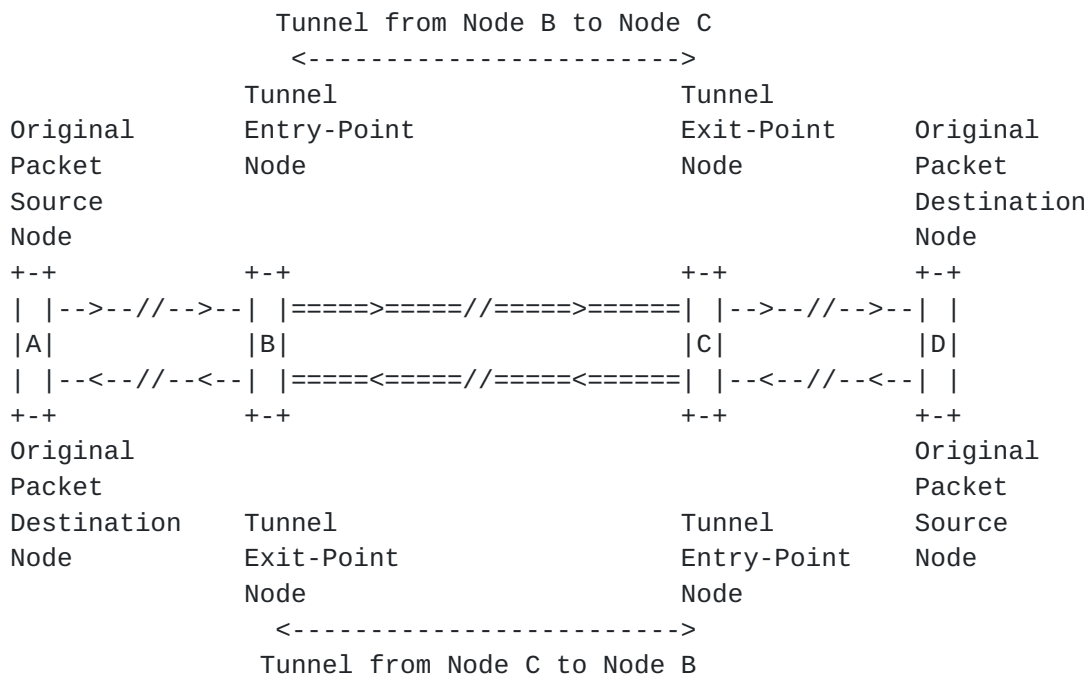 Tunnel from Node B to Node C
                  <------------------------>
               Tunnel                      Tunnel
Original       Entry-Point                 Exit-Point     Original
Packet         Node                        Node           Packet
Source                                                    Destination
Node                                                      Node
+-+            +-+                         +-+            +-+
| |-->--//-->--| |=====>=====//=====>======| |-->--//-->--| |
|A|            |B|                         |C|            |D|
| |--<--//--<--| |=====<=====//=====<======| |--<--//--<--| |
+-+            +-+                         +-+            +-+
Original                                                  Original
Packet                                                    Packet
Destination    Tunnel                      Tunnel         Source
Node           Exit-Point                  Entry-Point    Node
               Node                        Node
                 <------------------------->
                Tunnel from Node C to Node B